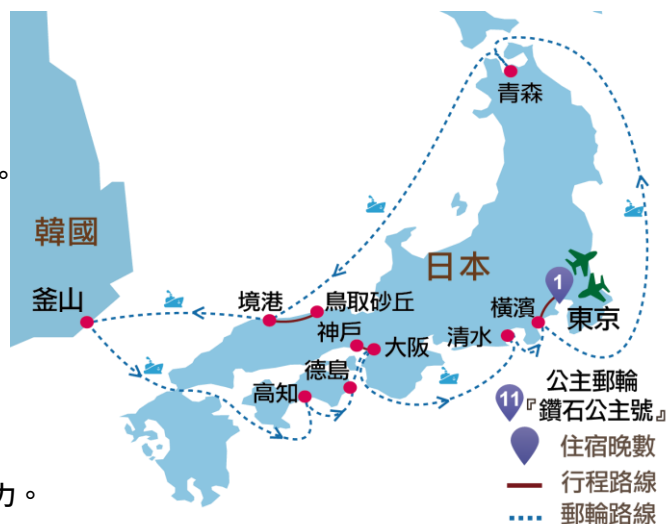 青森
。
韓國
日本
釜山
境港
鳥取砂丘
神戶
大阪
橫濱
1
東京
清水
德島
高知
公主郵輪
11
『鑽石公主號』
住宿晚數
行程路線
力。
郵輪路線